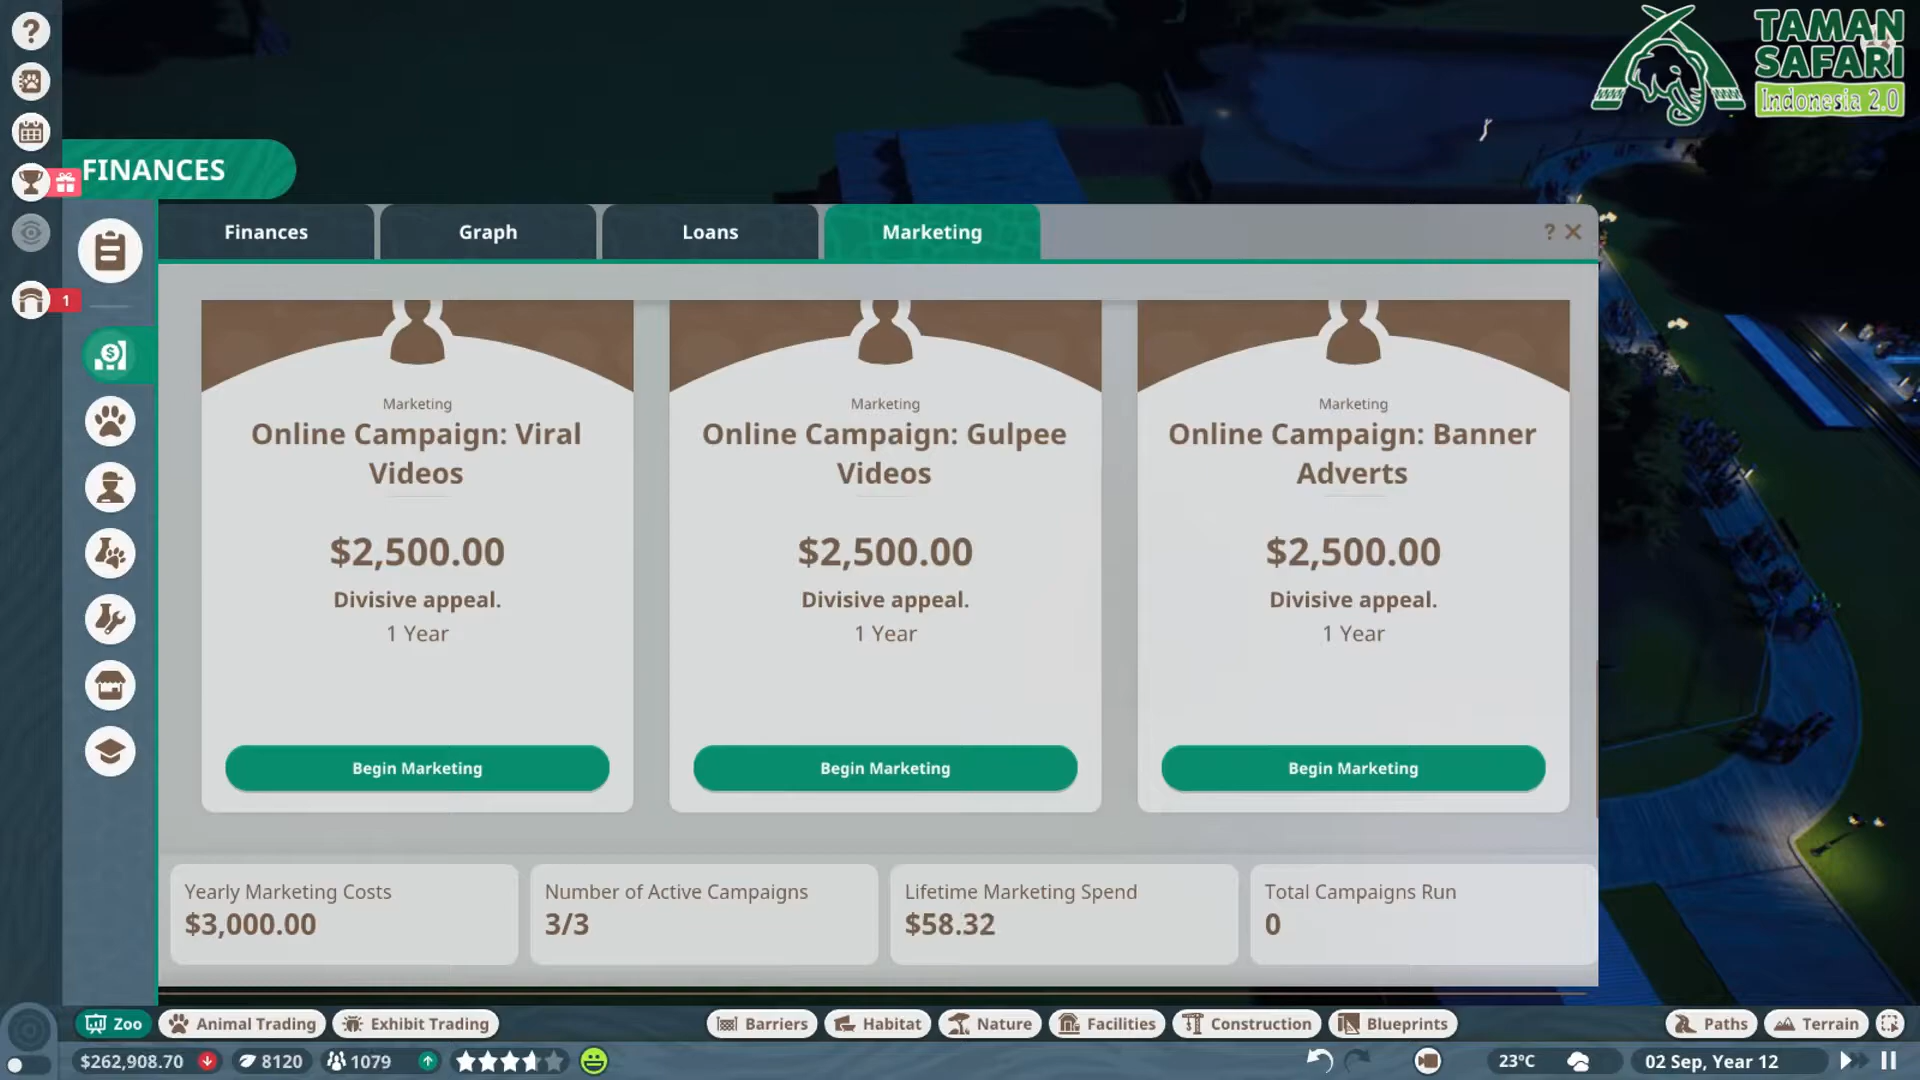 TAMAN
SAFARI
Indonesia 2.0
?
FINANCES
1
Finances
Graph
Loans
Marketing
?
Marketing
Online Campaign: Viral
Videos
$2,500.00
Divisive appeal.
1 Year
Begin Marketing
Marketing
Online Campaign: Gulpee
Videos
$2,500.00
Divisive appeal.
1 Year
Begin Marketing
Marketing
Online Campaign: Banner
Adverts
$2,500.00
Divisive appeal.
1 Year
Begin Marketing
Yearly Marketing Costs
$3,000.00
Number of Active Campaigns
3/3
Lifetime Marketing Spend
$58.32
Total Campaigns Run
0
Zoo
Animal Trading
Exhibit Trading
Barriers
Habitat
Nature
Facilities
Construction
Blueprints
Paths
Terrain
$262,908.70
8120
1079
23°C
02 Sep, Year 12